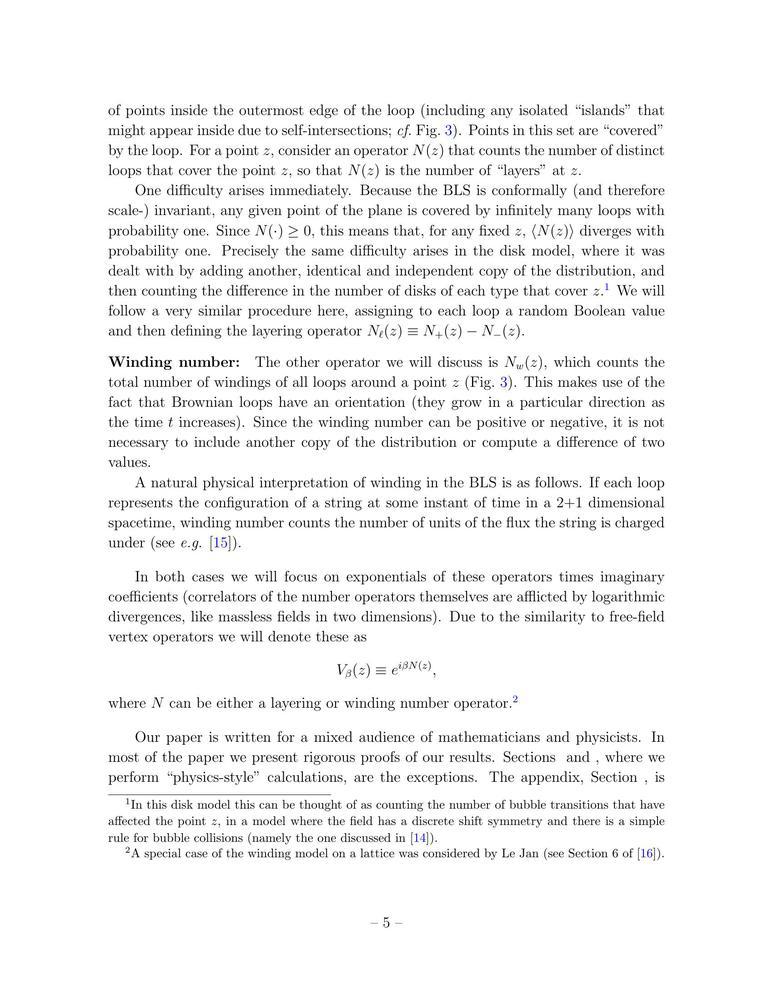 of points inside the outermost edge of the loop (including any isolated “islands” that
might appear inside due to self-intersections; cf. Fig. 3). Points in this set are “covered”
by the loop. For a point z, consider an operator N(z) that counts the number of distinct
loops that cover the point z, so that N(z) is the number of “layers” at z.
One difficulty arises immediately. Because the BLS is conformally (and therefore
scale-) invariant, any given point of the plane is covered by infinitely many loops with
probability one. Since N(·) ≥ 0, this means that, for any fixed z, ⟨N(z)⟩ diverges with
probability one. Precisely the same difficulty arises in the disk model, where it was
dealt with by adding another, identical and independent copy of the distribution, and
then counting the difference in the number of disks of each type that cover z.¹ We will
follow a very similar procedure here, assigning to each loop a random Boolean value
and then defining the layering operator Nℓ(z) ≡ N₊(z) − N₋(z).
Winding number: The other operator we will discuss is N_w(z), which counts the
total number of windings of all loops around a point z (Fig. 3). This makes use of the
fact that Brownian loops have an orientation (they grow in a particular direction as
the time t increases). Since the winding number can be positive or negative, it is not
necessary to include another copy of the distribution or compute a difference of two
values.
A natural physical interpretation of winding in the BLS is as follows. If each loop
represents the configuration of a string at some instant of time in a 2+1 dimensional
spacetime, winding number counts the number of units of the flux the string is charged
under (see e.g. [15]).
In both cases we will focus on exponentials of these operators times imaginary
coefficients (correlators of the number operators themselves are afflicted by logarithmic
divergences, like massless fields in two dimensions). Due to the similarity to free-field
vertex operators we will denote these as
V_β(z) ≡ e^{iβN(z)},
where N can be either a layering or winding number operator.²
Our paper is written for a mixed audience of mathematicians and physicists. In
most of the paper we present rigorous proofs of our results. Sections and , where we
perform “physics-style” calculations, are the exceptions. The appendix, Section , is
¹In this disk model this can be thought of as counting the number of bubble transitions that have
affected the point z, in a model where the field has a discrete shift symmetry and there is a simple
rule for bubble collisions (namely the one discussed in [14]).
²A special case of the winding model on a lattice was considered by Le Jan (see Section 6 of [16]).
– 5 –